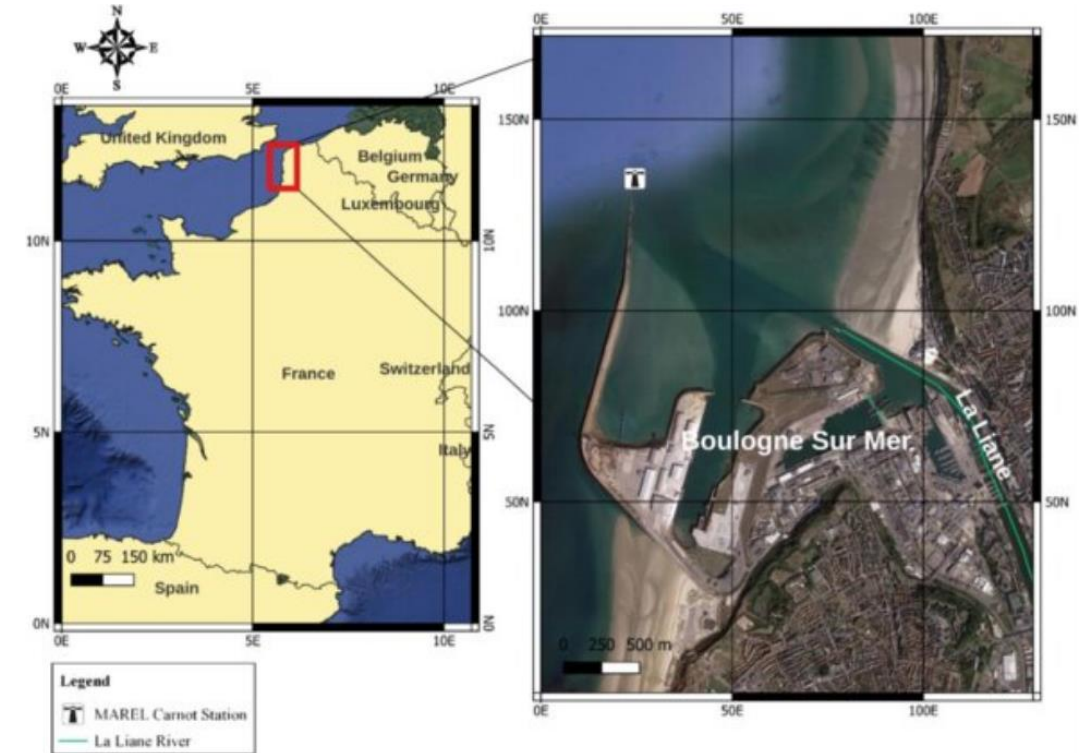 N
W E
S
0E 5E 10E
United Kingdom
Belgium
Germany
Luxembourg
10N 10N
France
Switzerland
5N 5N
Italy
0 75 150 km
Spain
0N 0N
0E 5E 10E
Legend
MAREL Carnot Station
La Liane River
0E 50E 100E
150N 150N
100N 100N
La Liane
Boulogne Sur Mer
50N 50N
0 250 500 m
0E 50E 100E